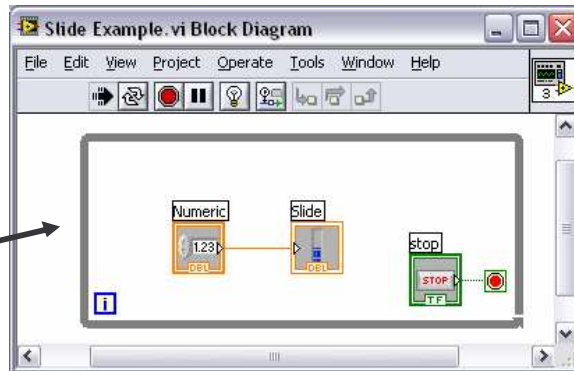 Slide Example.vi Block Diagram
File Edit View Project Operate Tools Window Help
3
Numeric Slide
stop
1.23
DBL DBL
STOP
TF
i